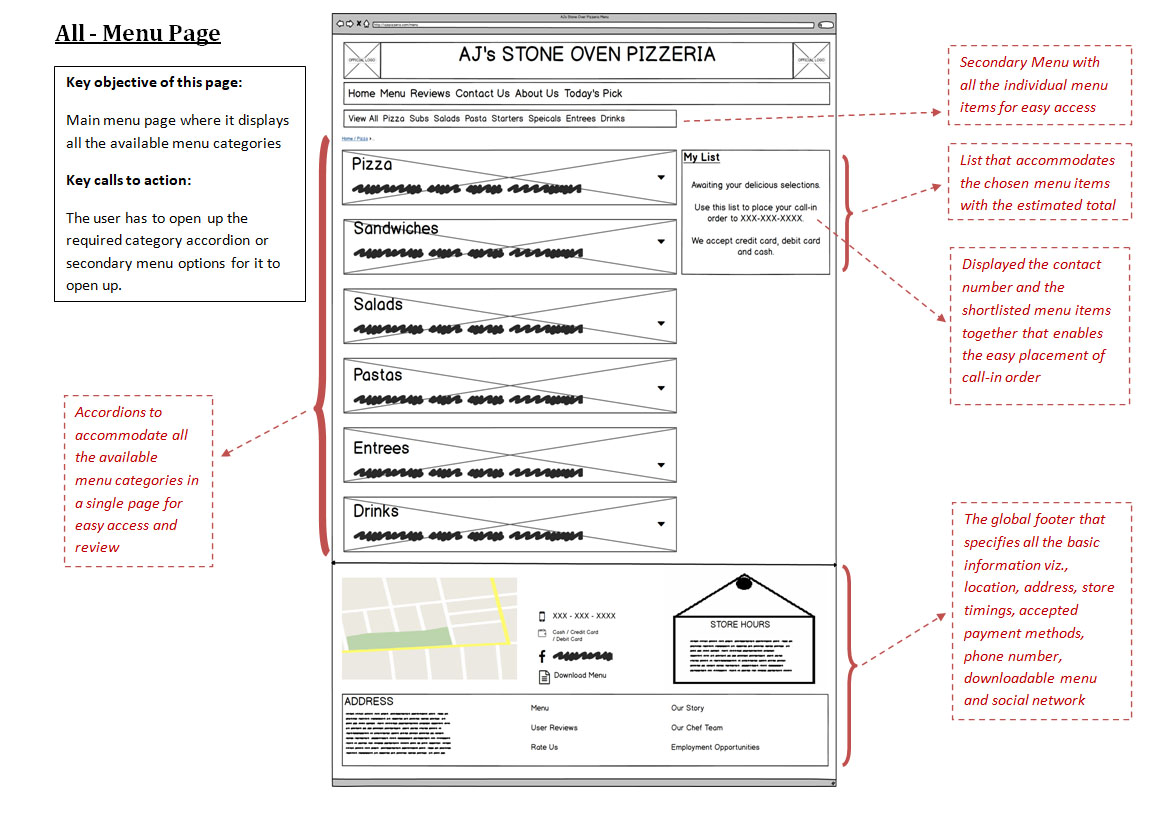 All - Menu Page
Key objective of this page:
Main menu page where it displays
all the available menu categories
Key calls to action:
The user has to open up the
required category accordion or
secondary menu options for it to
open up.
AJ's Stone Oven Pizzeria Menu
OFFICIAL LOGO
AJ's STONE OVEN PIZZERIA
OFFICIAL LOGO
Home Menu Reviews Contact Us About Us Today's Pick
View All Pizza Subs Salads Pasta Starters Speicals Entrees Drinks
Home / Pizza
Pizza
Sandwiches
Salads
Pastas
Entrees
Drinks
My List
Awaiting your delicious selections.
Use this list to place your call-in
order to XXX-XXX-XXXX.
We accept credit card, debit card
and cash.
Secondary Menu with
all the individual menu
items for easy access
List that accommodates
the chosen menu items
with the estimated total
Displayed the contact
number and the
shortlisted menu items
together that enables
the easy placement of
call-in order
Accordions to
accommodate all
the available
menu categories in
a single page for
easy access and
review
XXX - XXX - XXXX
Cash / Credit Card
/ Debit Card
Download Menu
STORE HOURS
ADDRESS
Menu
User Reviews
Rate Us
Our Story
Our Chef Team
Employment Opportunities
The global footer that
specifies all the basic
information viz.,
location, address, store
timings, accepted
payment methods,
phone number,
downloadable menu
and social network